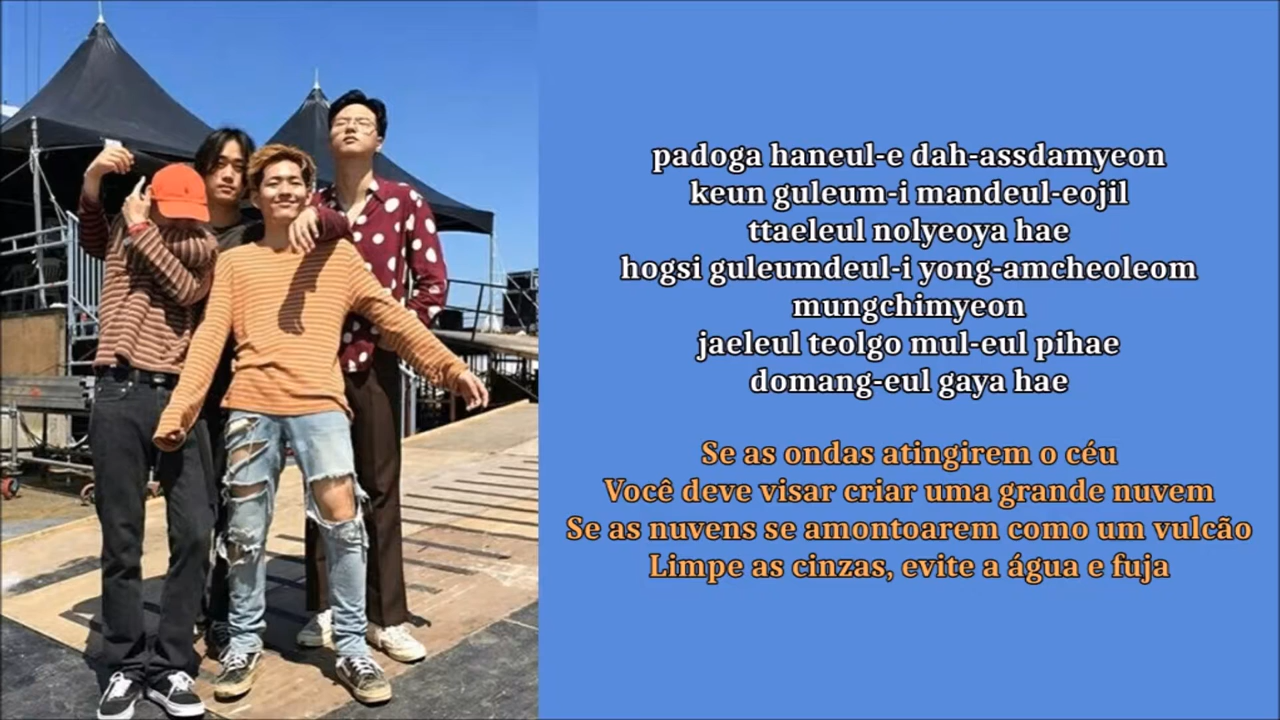 padoga haneul-e dah-assdamyeon
keun guleum-i mandeul-eojil
ttaeleul nolyeoya hae
hogsi guleumdeul-i yong-amcheoleom
mungchimyeon
jaeleul teolgo mul-eul pihae
domang-eul gaya hae
Se as ondas atingirem o céu
Você deve visar criar uma grande nuvem
Se as nuvens se amontoarem como um vulcão
Limpe as cinzas, evite a água e fuja